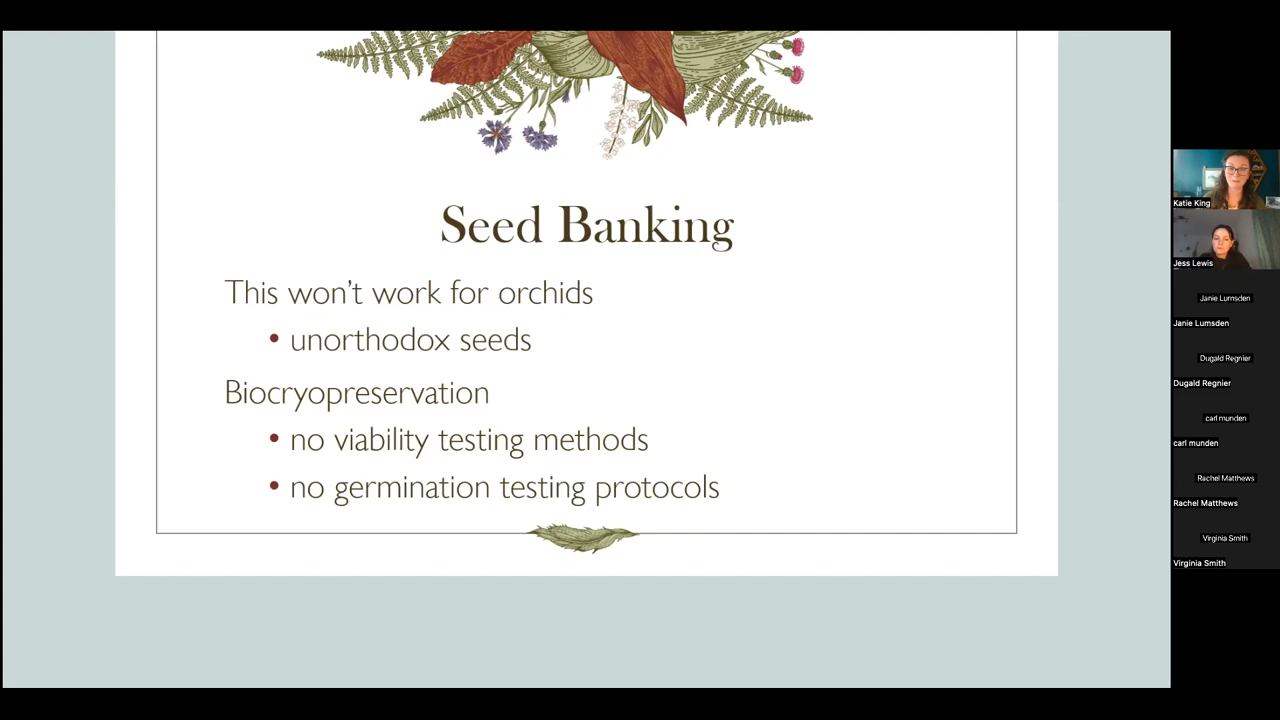 Seed Banking
This won't work for orchids
• unorthodox seeds
Biocryopreservation
• no viability testing methods
• no germination testing protocols
Katie King
Jess Lewis
Janie Lumsden
Janie Lumsden
Dugald Regnier
Dugald Regnier
carl munden
carl munden
Rachel Matthews
Rachel Matthews
Virginia Smith
Virginia Smith